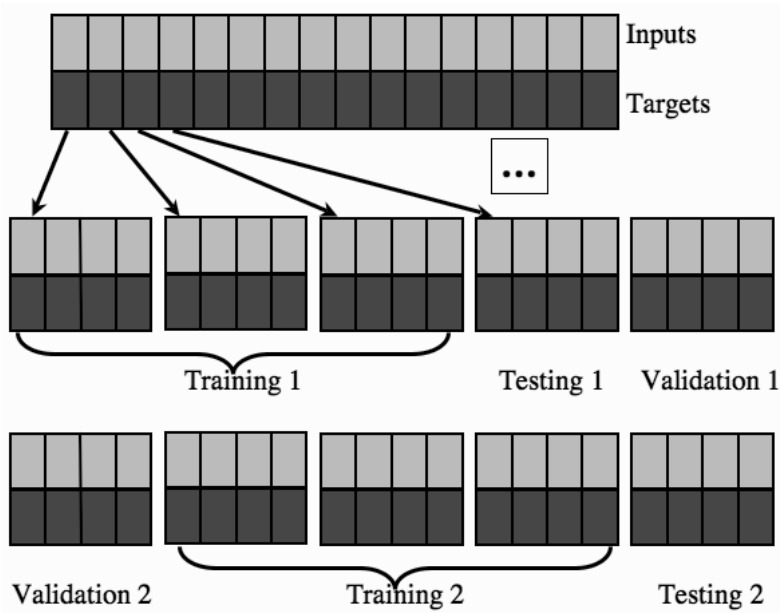 Inputs
Targets
...
Training 1
Testing 1
Validation 1
Validation 2
Training 2
Testing 2